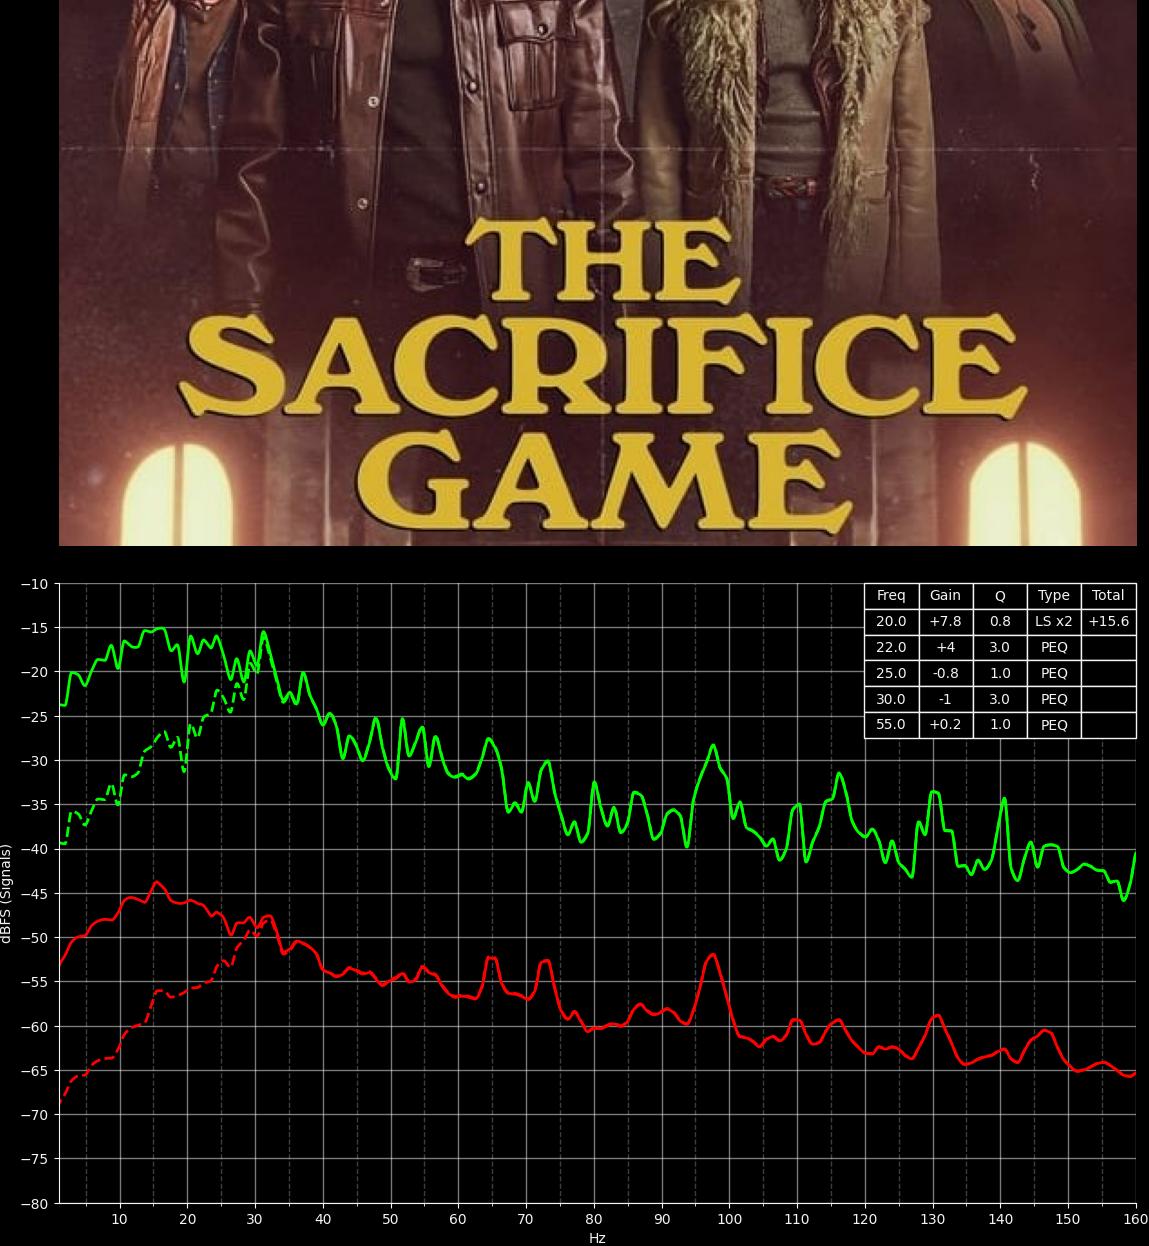 THE
SACRIFICE
GAME
Freq Gain Q Type Total
20.0 +7.8 0.8 LS x2 +15.6
22.0 +4 3.0 PEQ
25.0 -0.8 1.0 PEQ
30.0 -1 3.0 PEQ
55.0 +0.2 1.0 PEQ
−10
−15
−20
−25
−30
−35
−40
−45
−50
−55
−60
−65
−70
−75
−80
dBFS (Signals)
10 20 30 40 50 60 70 80 90 100 110 120 130 140 150 160
Hz